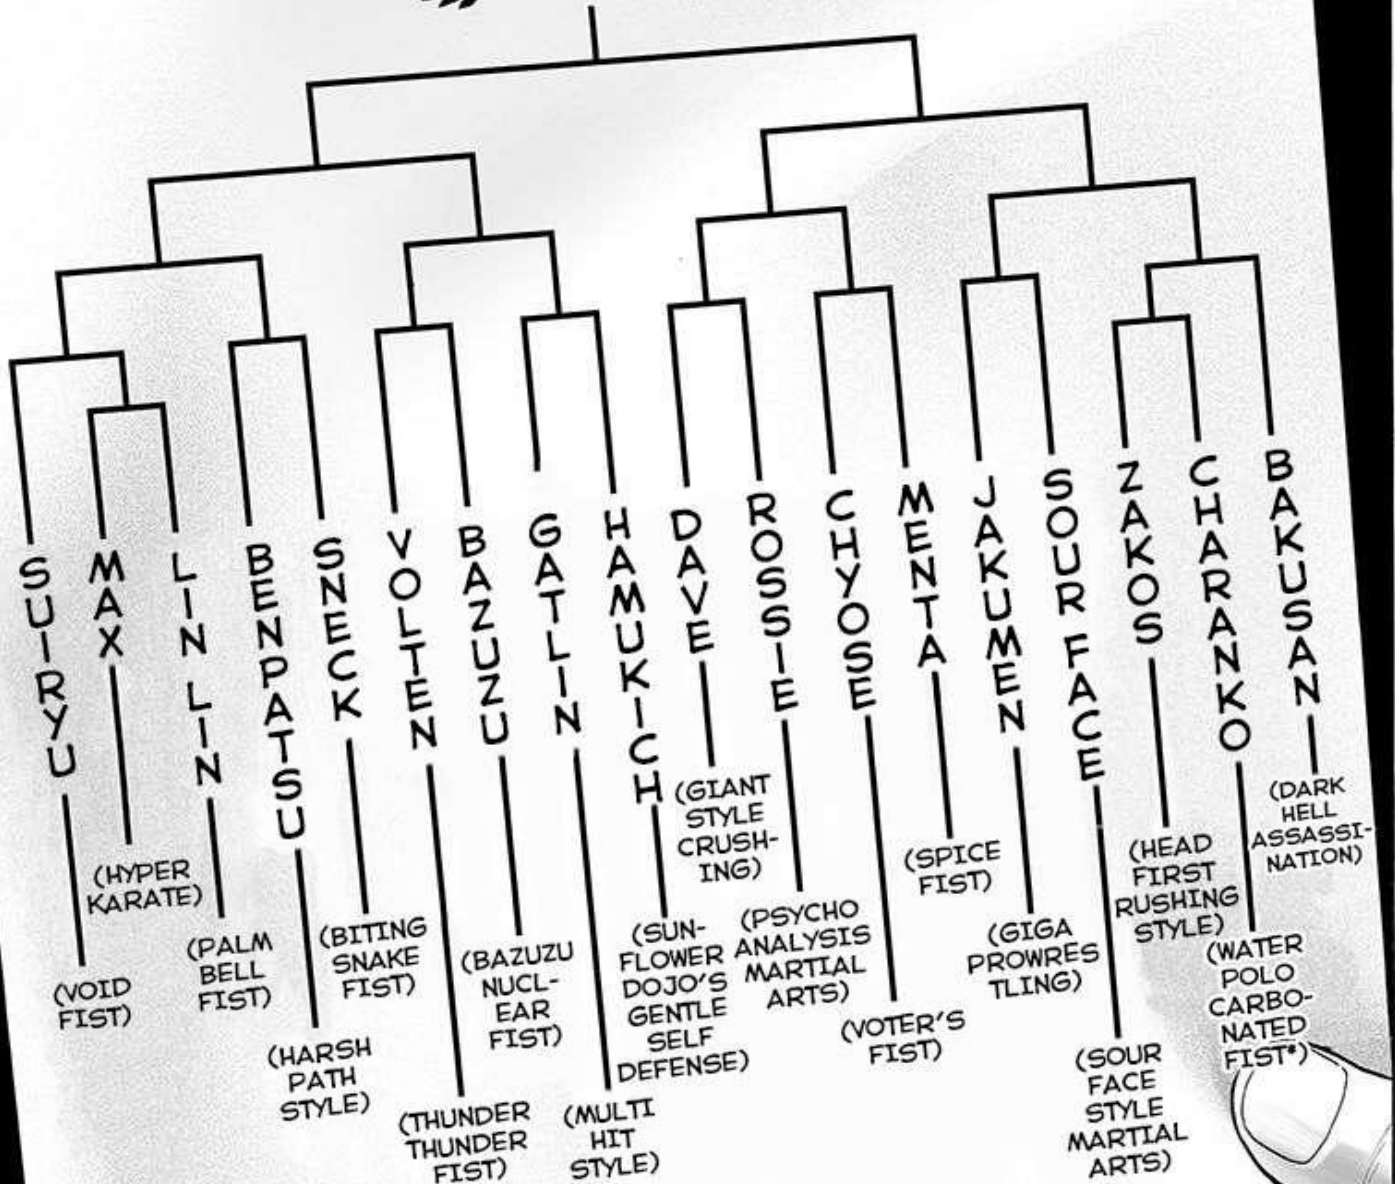 SUIRYU
(VOID
FIST)
MAX
(HYPER
KARATE)
LIN LIN
(PALM
BELL
FIST)
BENPATSU
(HARSH
PATH
STYLE)
SNECK
(BITING
SNAKE
FIST)
VOLTEN
(THUNDER
THUNDER
FIST)
BAZUZU
(BAZUZU
NUCL-
EAR
FIST)
GATLIN
(MULTI
HIT
STYLE)
HAMUKICH
(SUN-
FLOWER
DOJO'S
GENTLE
SELF
DEFENSE)
DAVE
(GIANT
STYLE
CRUSH-
ING)
ROSSIE
(PSYCHO
ANALYSIS
MARTIAL
ARTS)
CHYOSE
(VOTER'S
FIST)
MENTA
(SPICE
FIST)
JAKUMEN
(GIGA
PROWRES
TLING)
SOUR FACE
(SOUR
FACE
STYLE
MARTIAL
ARTS)
ZAKOS
(HEAD
FIRST
RUSHING
STYLE)
CHARANKO
(WATER
POLO
CARBO-
NATED
FIST*)
BAKUSAN
(DARK
HELL
ASSASSI-
NATION)